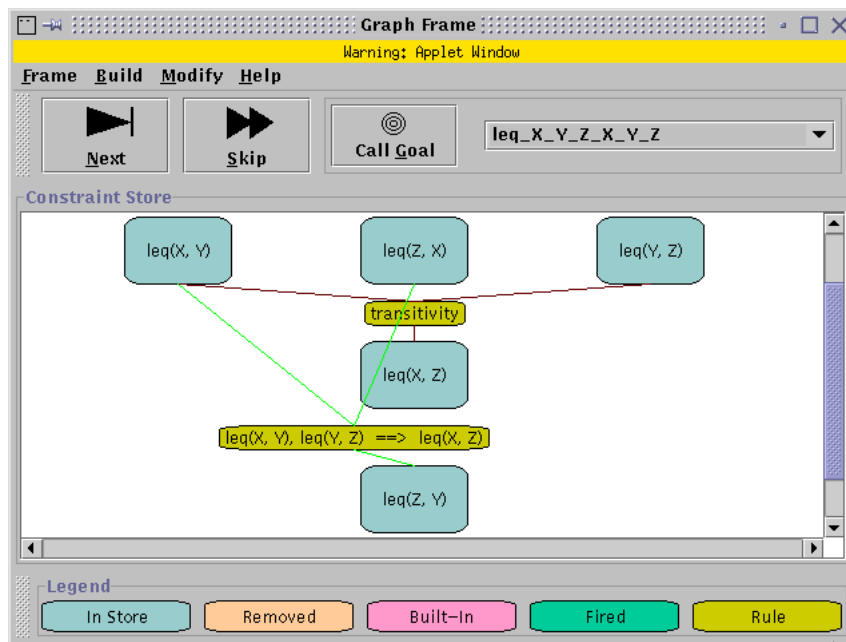 Graph Frame
Warning: Applet Window
Frame Build Modify Help
Next
Skip
Call Goal
leq_X_Y_Z_X_Y_Z
Constraint Store
leq(X, Y)
leq(Z, X)
leq(Y, Z)
transitivity
leq(X, Z)
leq(X, Y), leq(Y, Z) ==> leq(X, Z)
leq(Z, Y)
Legend
In Store
Removed
Built-In
Fired
Rule